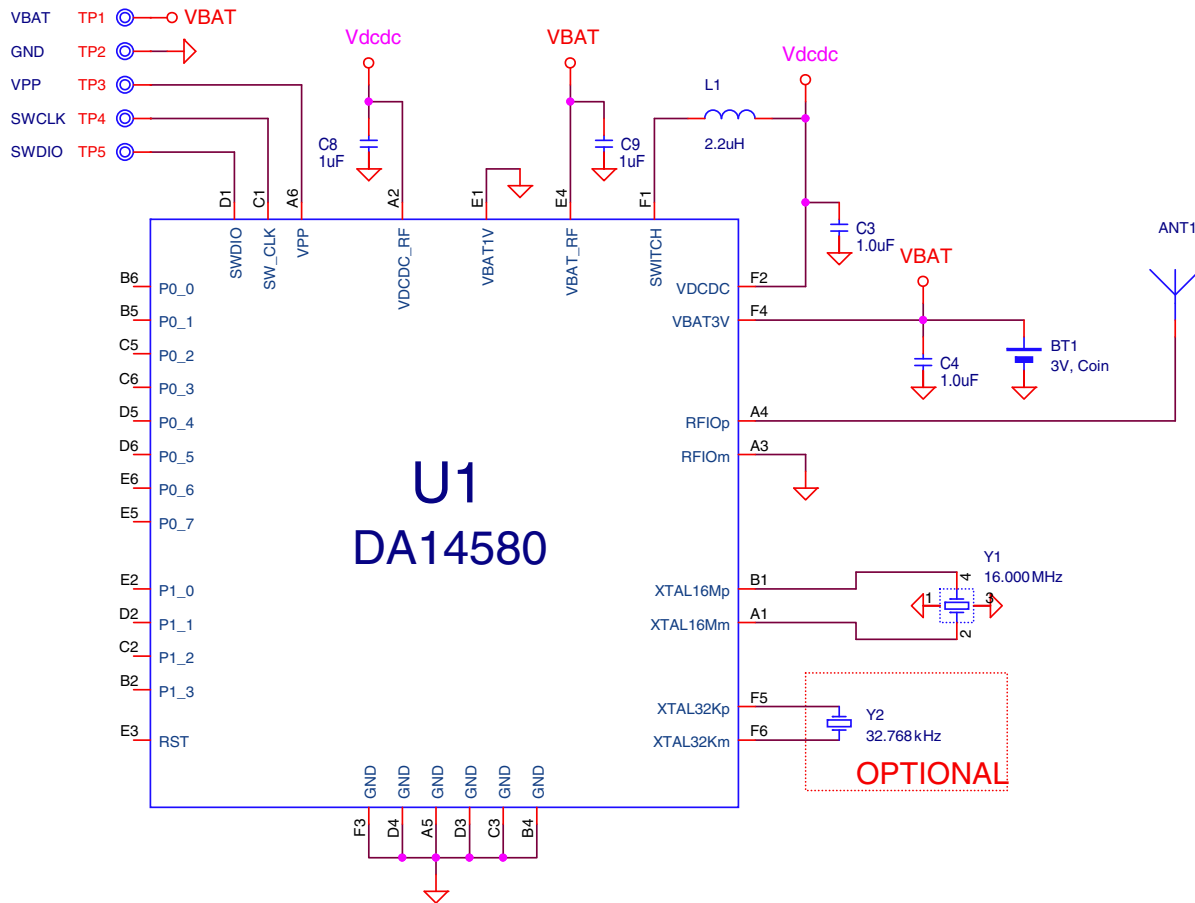 VBAT TP1 VBAT
GND TP2
VPP TP3
SWCLK TP4
SWDIO TP5
Vdcdc
C8
1uF
VBAT
C9
1uF
L1
2.2uH
Vdcdc
C3
1.0uF
VBAT
C4
1.0uF
BT1
3V, Coin
ANT1
D1 SWDIO
C1 SW_CLK
A6 VPP
A2 VDCDC_RF
E1 VBAT1V
E4 VBAT_RF
F1 SWITCH
B6 P0_0
B5 P0_1
C5 P0_2
C6 P0_3
D5 P0_4
D6 P0_5
E6 P0_6
E5 P0_7
E2 P1_0
D2 P1_1
C2 P1_2
B2 P1_3
E3 RST
U1
DA14580
VDCDC F2
VBAT3V F4
RFIOp A4
RFIOm A3
XTAL16Mp B1
XTAL16Mm A1
XTAL32Kp F5
XTAL32Km F6
Y1
16.000MHz
4
1 3
2
Y2
32.768kHz
OPTIONAL
GND F3
GND D4
GND A5
GND D3
GND C3
GND B4